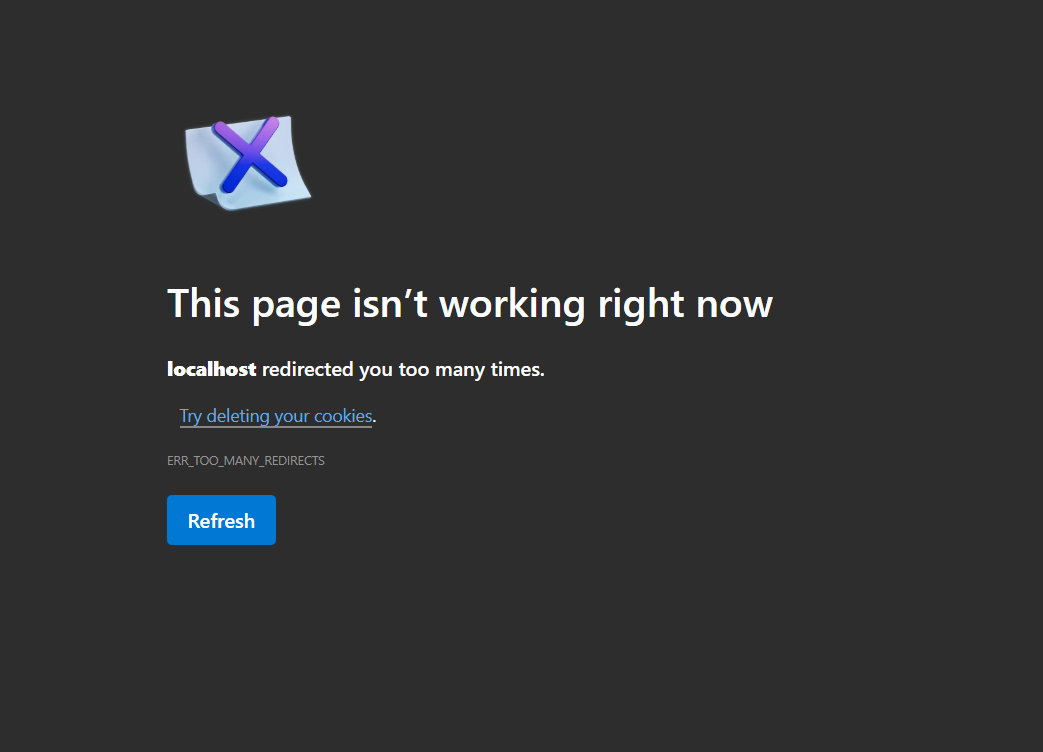 This page isn’t working right now
localhost redirected you too many times.
Try deleting your cookies.
ERR_TOO_MANY_REDIRECTS
Refresh